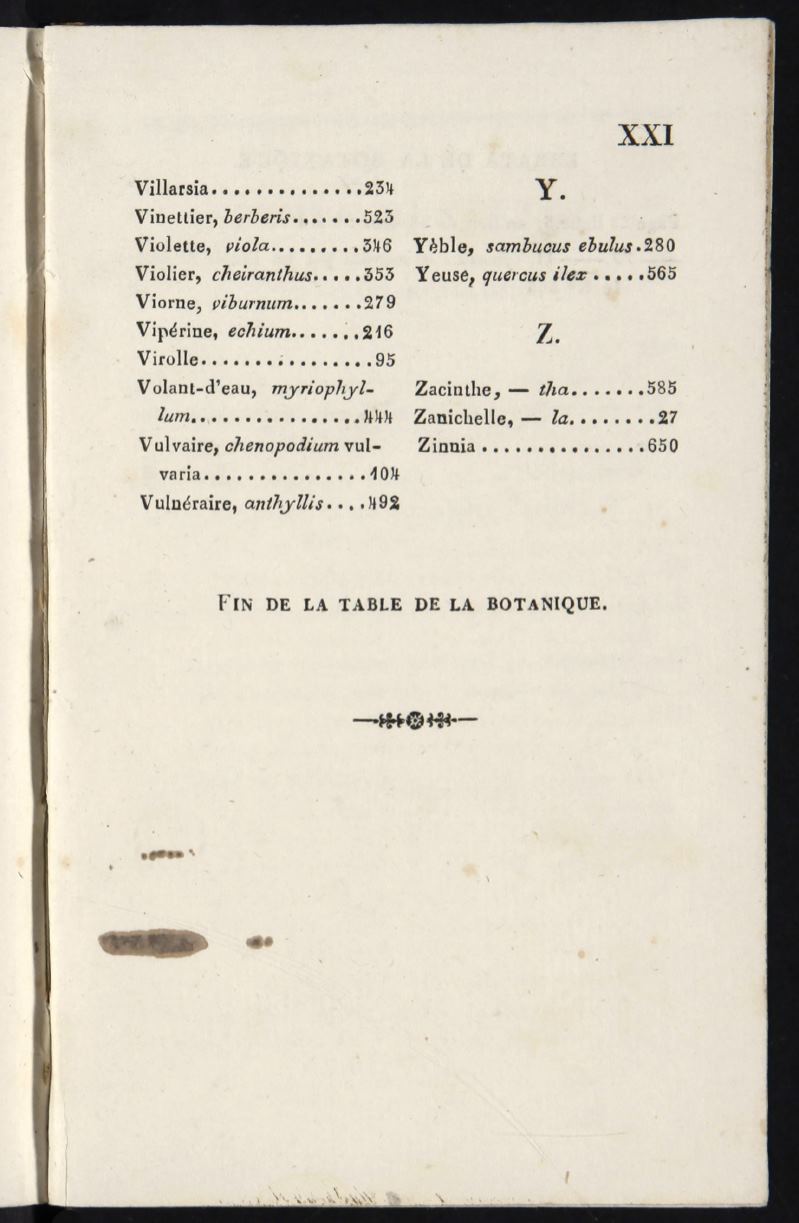 XXI
Villarsia..............234
Vinettier, berberis.......523
Violette, viola.........346
Violier, cheiranthus.....353
Viorne, viburnum.......279
Vipérine, echium.......216
Virolle................95
Volant-d'eau, myriophyl-
lum................444
Vulvaire, chenopodium vul-
varia...............104
Vulnéraire, anthyllis....492
Y.
Yèble, sambucus ebulus.280
Yeuse, quercus ilex.....565
Z.
Zacinthe, — tha.......585
Zanichelle, — la........27
Zinnia...............650
FIN DE LA TABLE DE LA BOTANIQUE.